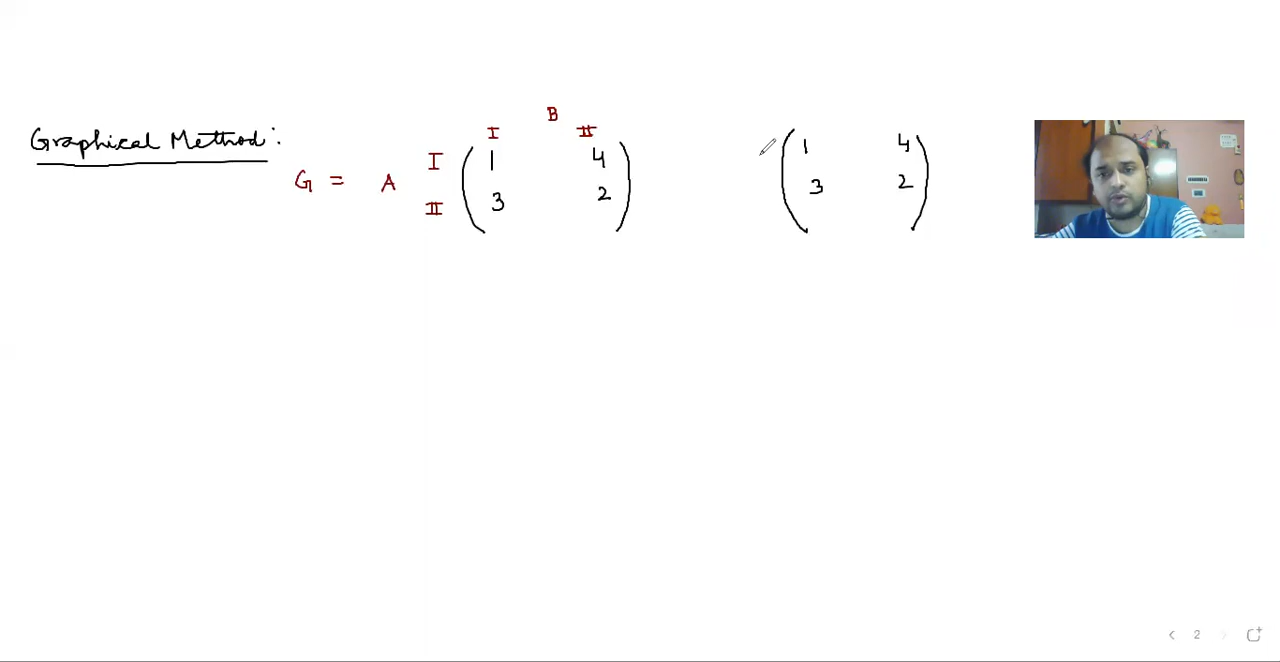 Graphical Method:
B
I II
G = A I ( 1 4 )
II ( 3 2 )
( 1 4 )
( 3 2 )
2